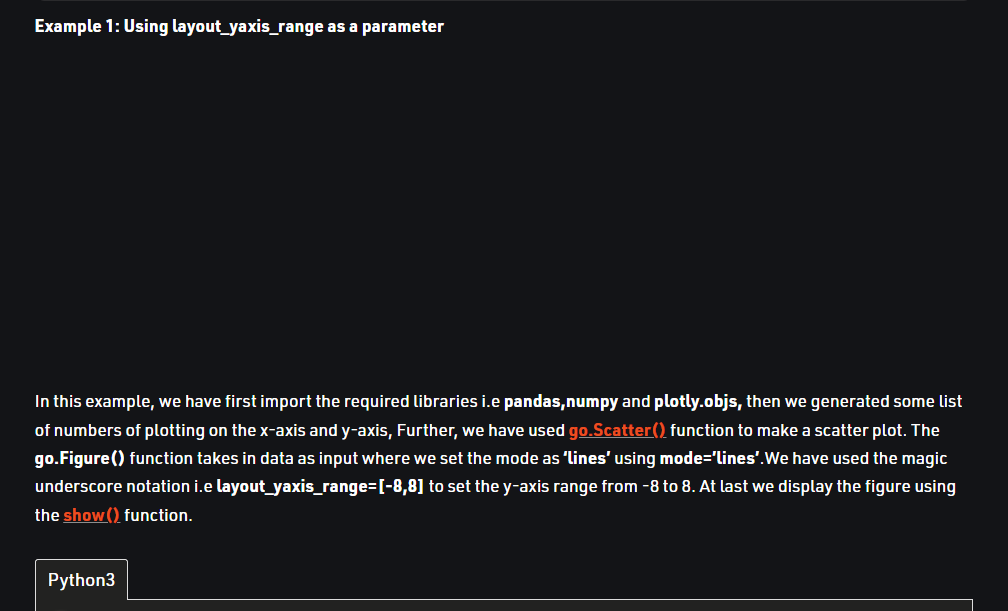 Example 1: Using layout_yaxis_range as a parameter
In this example, we have first import the required libraries i.e pandas,numpy and plotly.objs, then we generated some list
of numbers of plotting on the x-axis and y-axis, Further, we have used go.Scatter() function to make a scatter plot. The
go.Figure() function takes in data as input where we set the mode as ‘lines’ using mode=’lines’.We have used the magic
underscore notation i.e layout_yaxis_range=[-8,8] to set the y-axis range from -8 to 8. At last we display the figure using
the show() function.
Python3